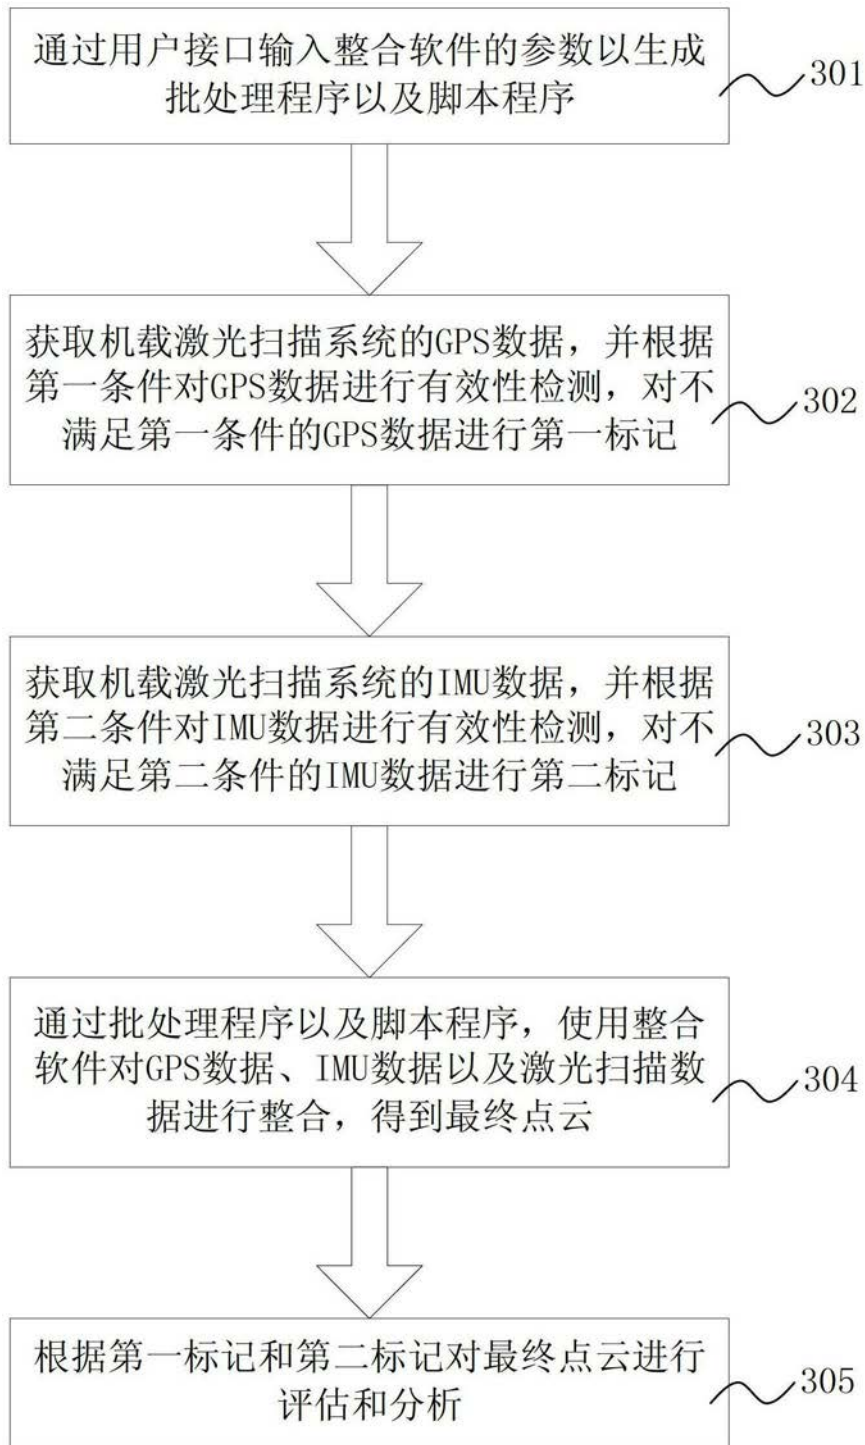 通过用户接口输入整合软件的参数以生成
批处理程序以及脚本程序
301
获取机载激光扫描系统的GPS数据，并根据
第一条件对GPS数据进行有效性检测，对不
满足第一条件的GPS数据进行第一标记
302
获取机载激光扫描系统的IMU数据，并根据
第二条件对IMU数据进行有效性检测，对不
满足第二条件的IMU数据进行第二标记
303
通过批处理程序以及脚本程序，使用整合
软件对GPS数据、IMU数据以及激光扫描数
据进行整合，得到最终点云
304
根据第一标记和第二标记对最终点云进行
评估和分析
305